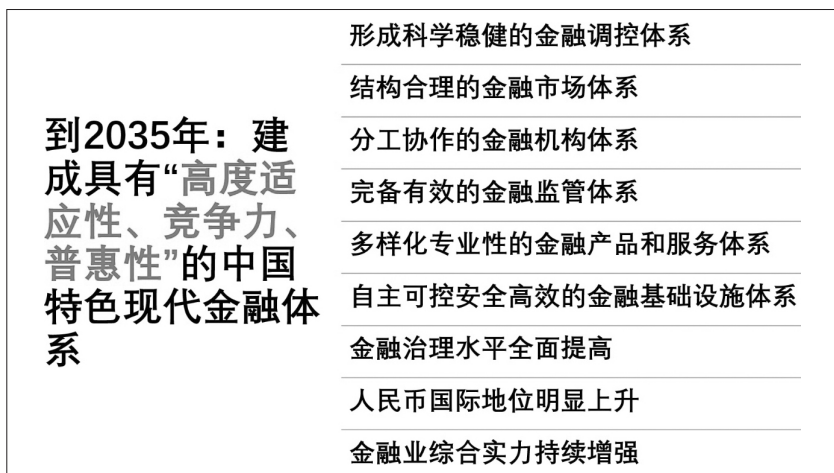 到2035年：建
成具有“高度适
应性、竞争力、
普惠性”的中国
特色现代金融体
系
形成科学稳健的金融调控体系
结构合理的金融市场体系
分工协作的金融机构体系
完备有效的金融监管体系
多样化专业性的金融产品和服务体系
自主可控安全高效的金融基础设施体系
金融治理水平全面提高
人民币国际地位明显上升
金融业综合实力持续增强